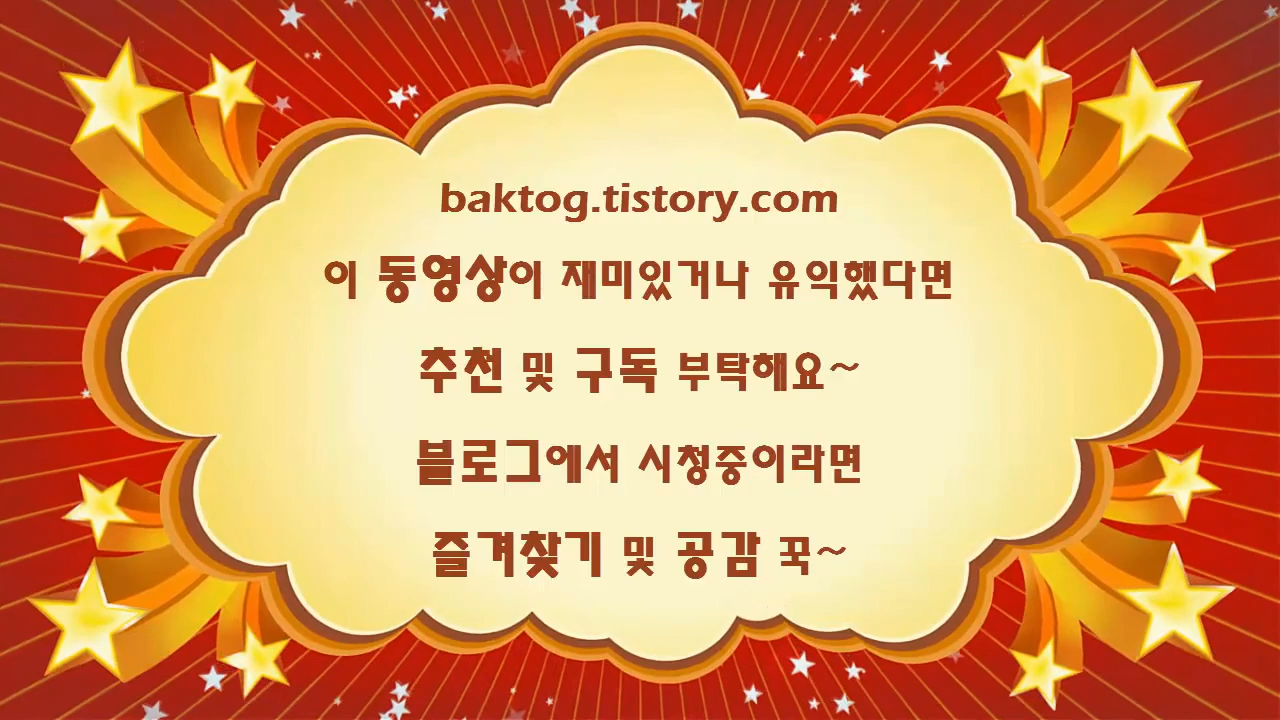 baktog.tistory.com
이 동영상이 재미있거나 유익했다면
추천 및 구독 부탁해요~
블로그에서 시청중이라면
즐겨찾기 및 공감 꾹~